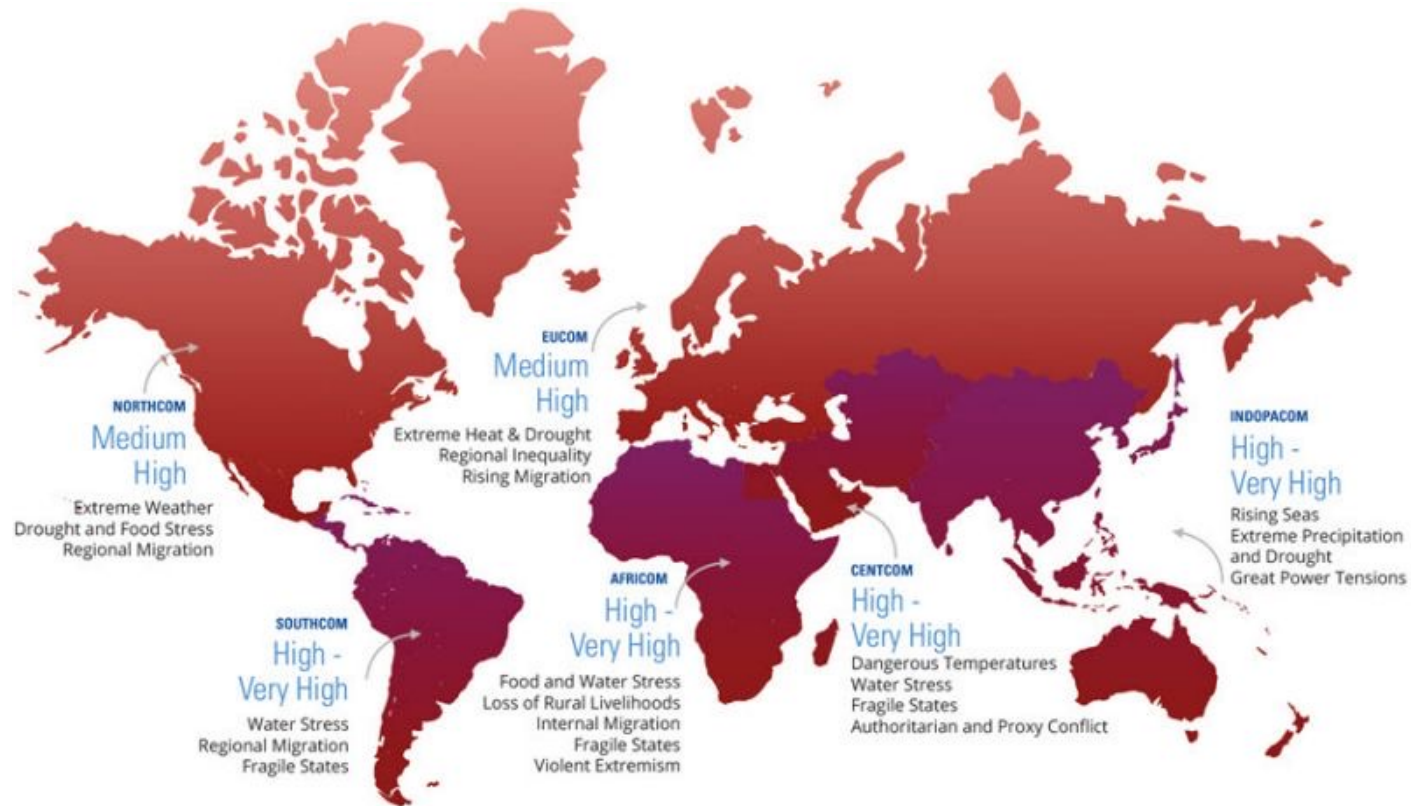 EUCOM
Medium
High
Extreme Heat & Drought
Regional Inequality
Rising Migration
NORTHCOM
Medium
High
Extreme Weather
Drought and Food Stress
Regional Migration
INDOPACOM
High -
Very High
Rising Seas
Extreme Precipitation
and Drought
Great Power Tensions
SOUTHCOM
High -
Very High
Water Stress
Regional Migration
Fragile States
AFRICOM
High -
Very High
Food and Water Stress
Loss of Rural Livelihoods
Internal Migration
Fragile States
Violent Extremism
CENTCOM
High -
Very High
Dangerous Temperatures
Water Stress
Fragile States
Authoritarian and Proxy Conflict